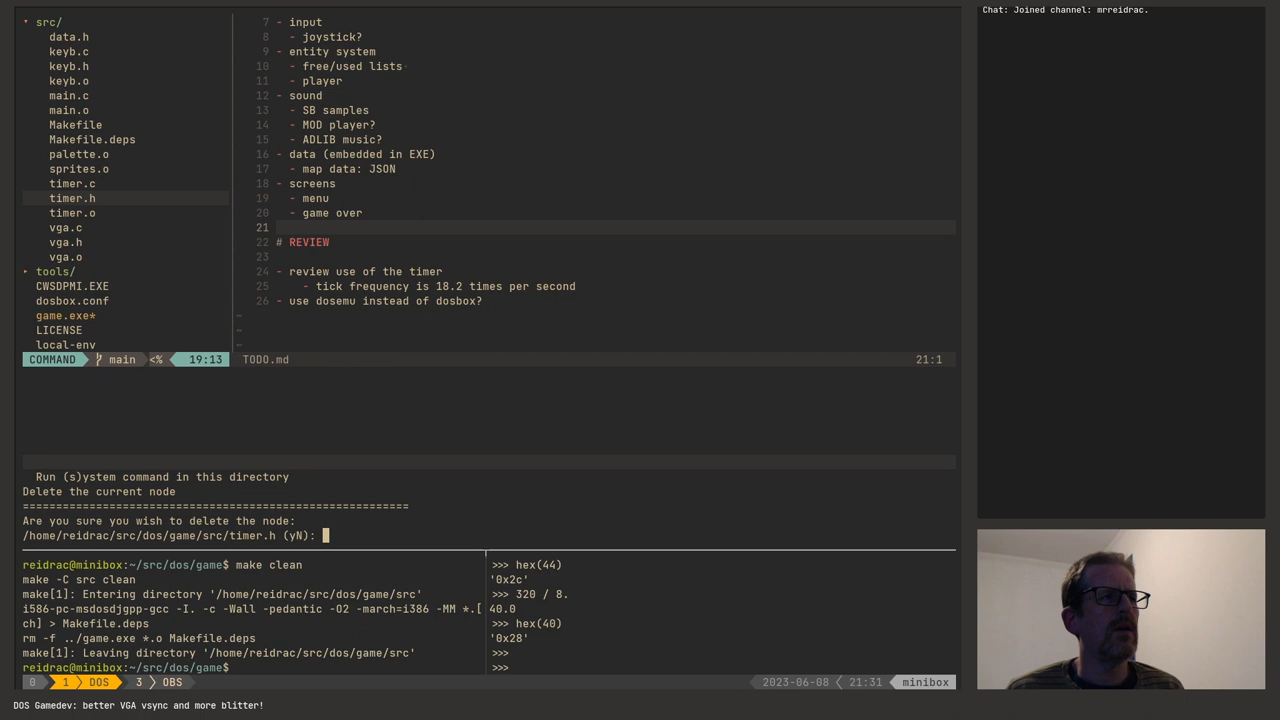 ▾ src/
data.h
keyb.c
keyb.h
keyb.o
main.c
main.o
Makefile
Makefile.deps
palette.o
sprites.o
timer.c
timer.h
timer.o
vga.c
vga.h
vga.o
▸ tools/
CWSDPMI.EXE
dosbox.conf
game.exe*
LICENSE
local-env
7 - input
8 - joystick?
9 - entity system
10 - free/used lists
11 - player
12 - sound
13 - SB samples
14 - MOD player?
15 - ADLIB music?
16 - data (embedded in EXE)
17 - map data: JSON
18 - screens
19 - menu
20 - game over
21
22 # REVIEW
23
24 - review use of the timer
25 - tick frequency is 18.2 times per second
26 - use dosemu instead of dosbox?
~
~
~
COMMAND main <% 19:13 TODO.md 21:1
Run (s)ystem command in this directory
Delete the current node
==========================================================
Are you sure you wish to delete the node:
/home/reidrac/src/dos/game/src/timer.h (yN):
reidrac@minibox:~/src/dos/game$ make clean
make -C src clean
make[1]: Entering directory '/home/reidrac/src/dos/game/src'
i586-pc-msdosdjgpp-gcc -I. -c -Wall -pedantic -O2 -march=i386 -MM *.[
ch] > Makefile.deps
rm -f ../game.exe *.o Makefile.deps
make[1]: Leaving directory '/home/reidrac/src/dos/game/src'
reidrac@minibox:~/src/dos/game$
>>> hex(44)
'0x2c'
>>> 320 / 8.
40.0
>>> hex(40)
'0x28'
>>>
>>>
0 1 DOS 3 OBS 2023-06-08 21:31 minibox
Chat: Joined channel: mrreidrac.
DOS Gamedev: better VGA vsync and more blitter!